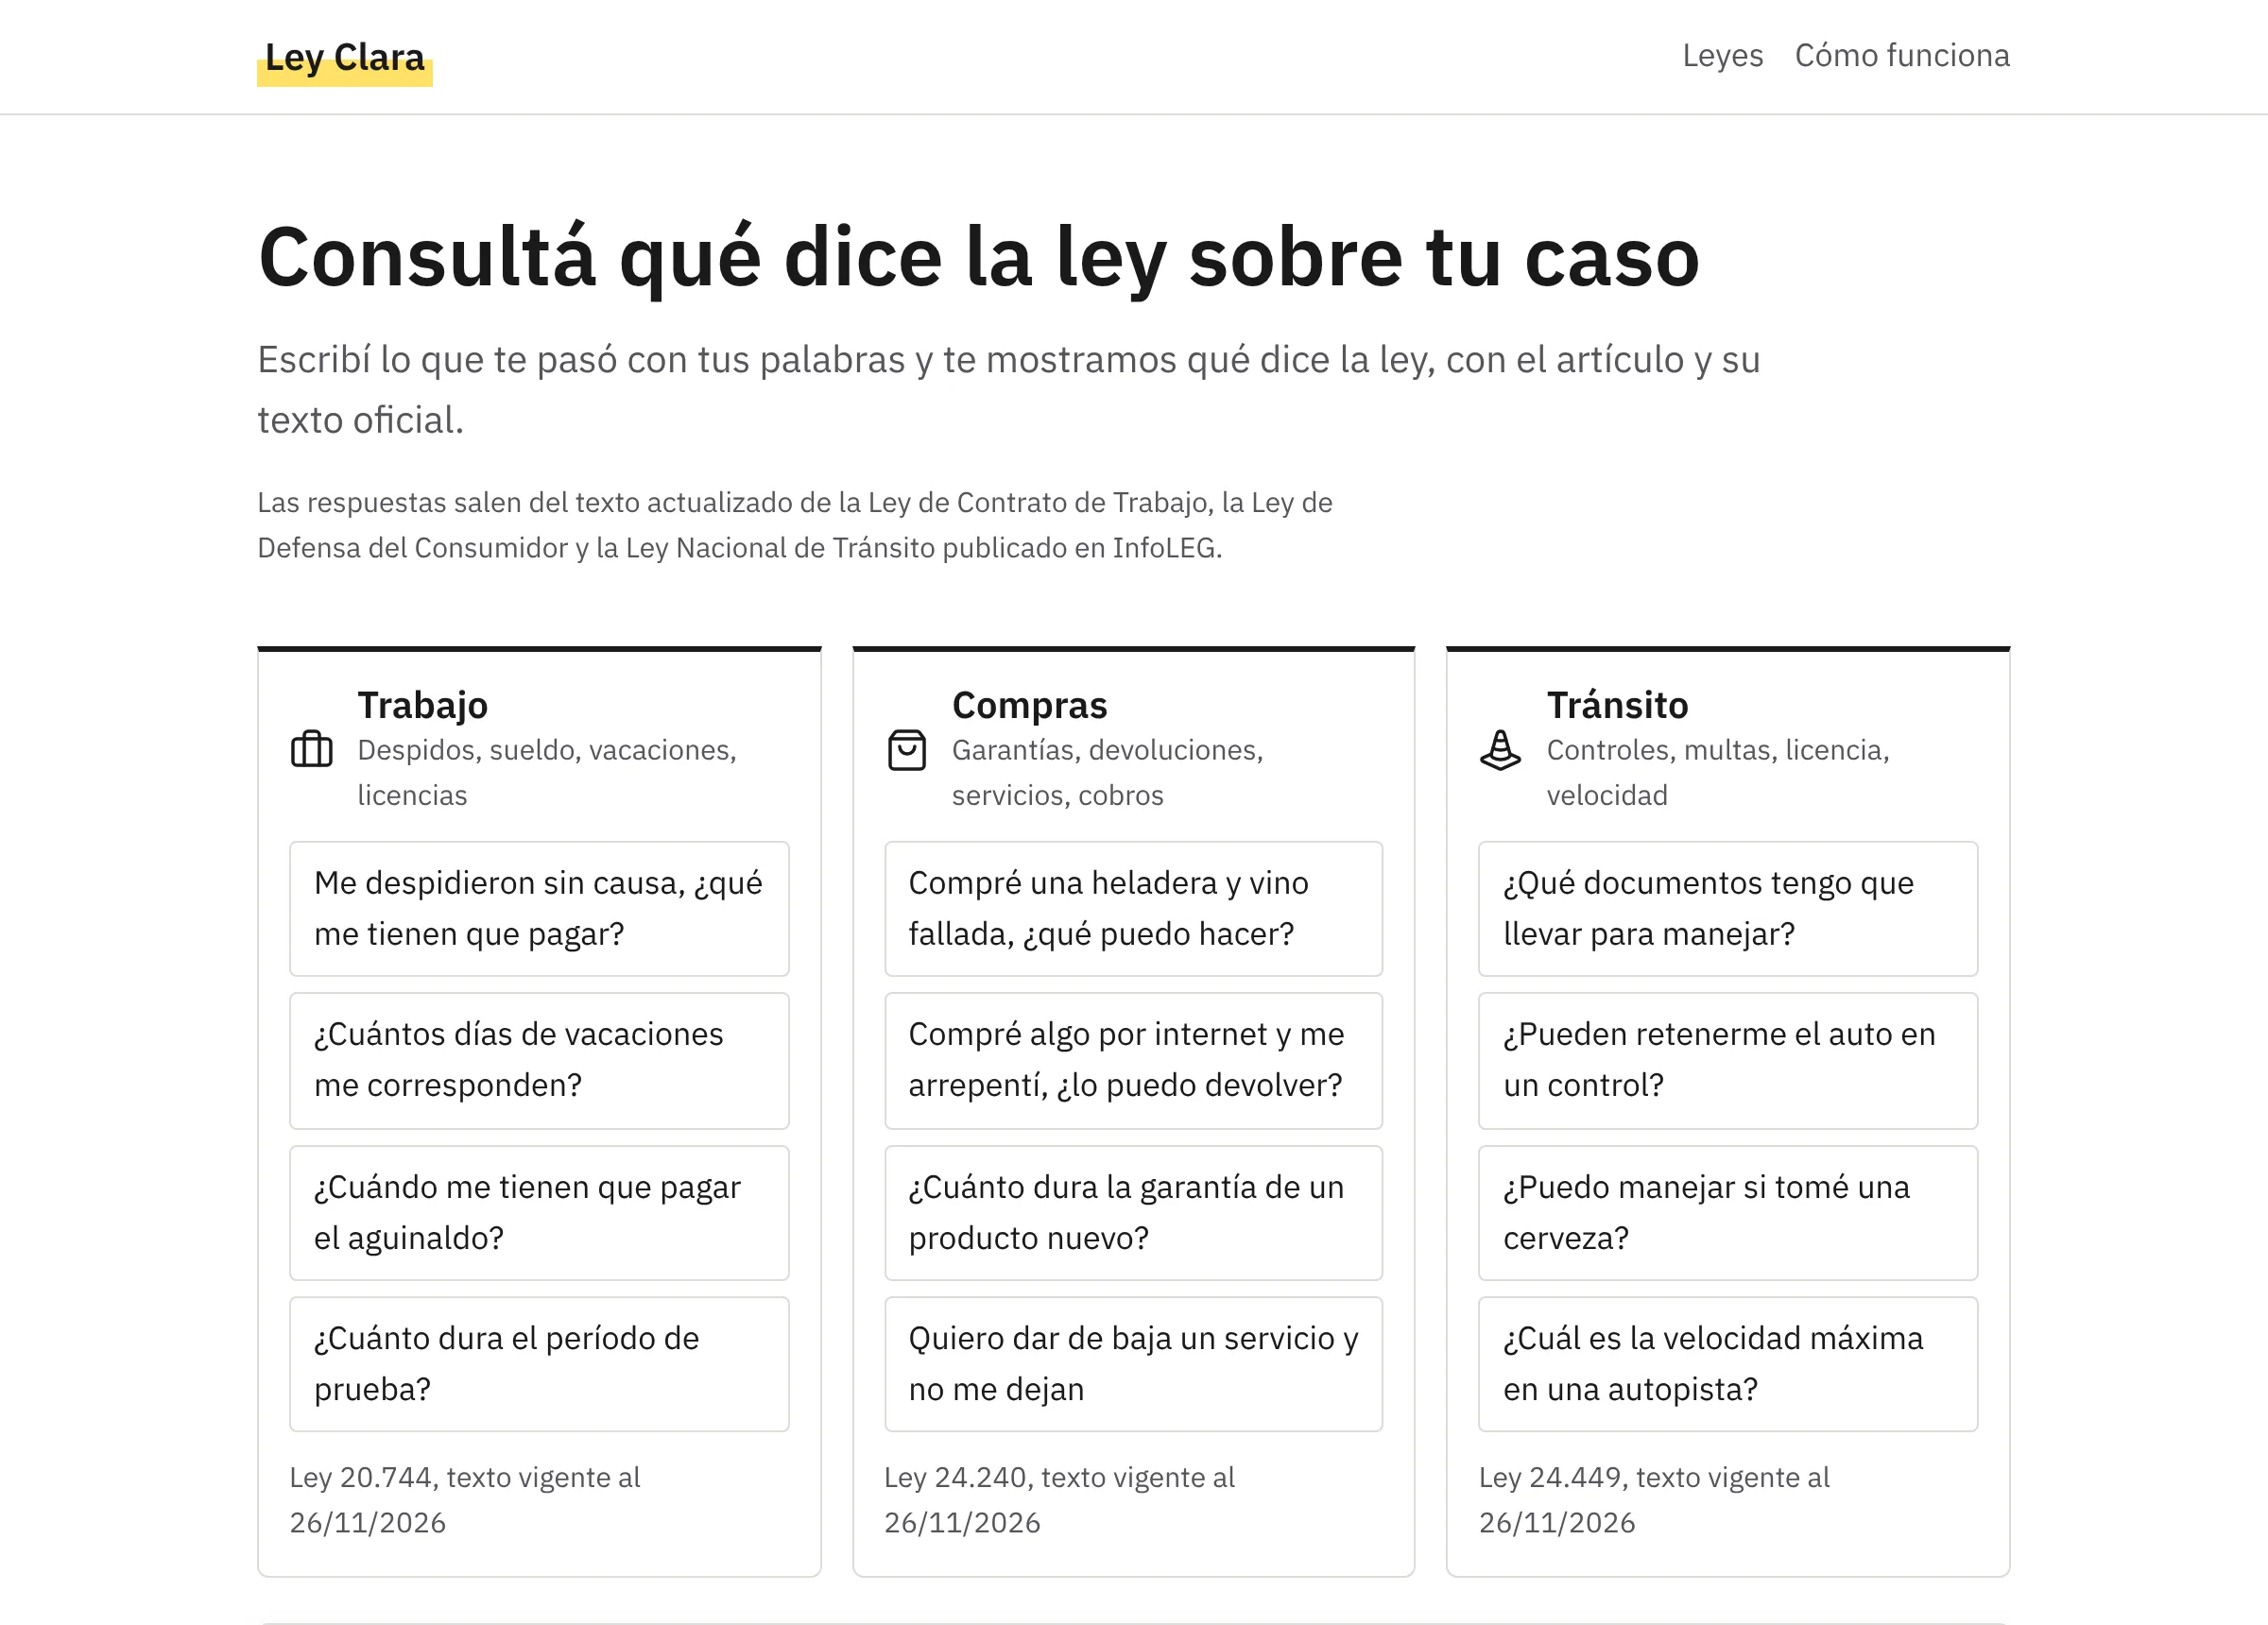 Ley Clara
Leyes
Cómo funciona
Consultá qué dice la ley sobre tu caso
Escribí lo que te pasó con tus palabras y te mostramos qué dice la ley, con el artículo y su
texto oficial.
Las respuestas salen del texto actualizado de la Ley de Contrato de Trabajo, la Ley de
Defensa del Consumidor y la Ley Nacional de Tránsito publicado en InfoLEG.
Trabajo
Despidos, sueldo, vacaciones,
licencias
Me despidieron sin causa, ¿qué
me tienen que pagar?
¿Cuántos días de vacaciones
me corresponden?
¿Cuándo me tienen que pagar
el aguinaldo?
¿Cuánto dura el período de
prueba?
Ley 20.744, texto vigente al
26/11/2026
Compras
Garantías, devoluciones,
servicios, cobros
Compré una heladera y vino
fallada, ¿qué puedo hacer?
Compré algo por internet y me
arrepentí, ¿lo puedo devolver?
¿Cuánto dura la garantía de un
producto nuevo?
Quiero dar de baja un servicio y
no me dejan
Ley 24.240, texto vigente al
26/11/2026
Tránsito
Controles, multas, licencia,
velocidad
¿Qué documentos tengo que
llevar para manejar?
¿Pueden retenerme el auto en
un control?
¿Puedo manejar si tomé una
cerveza?
¿Cuál es la velocidad máxima
en una autopista?
Ley 24.449, texto vigente al
26/11/2026